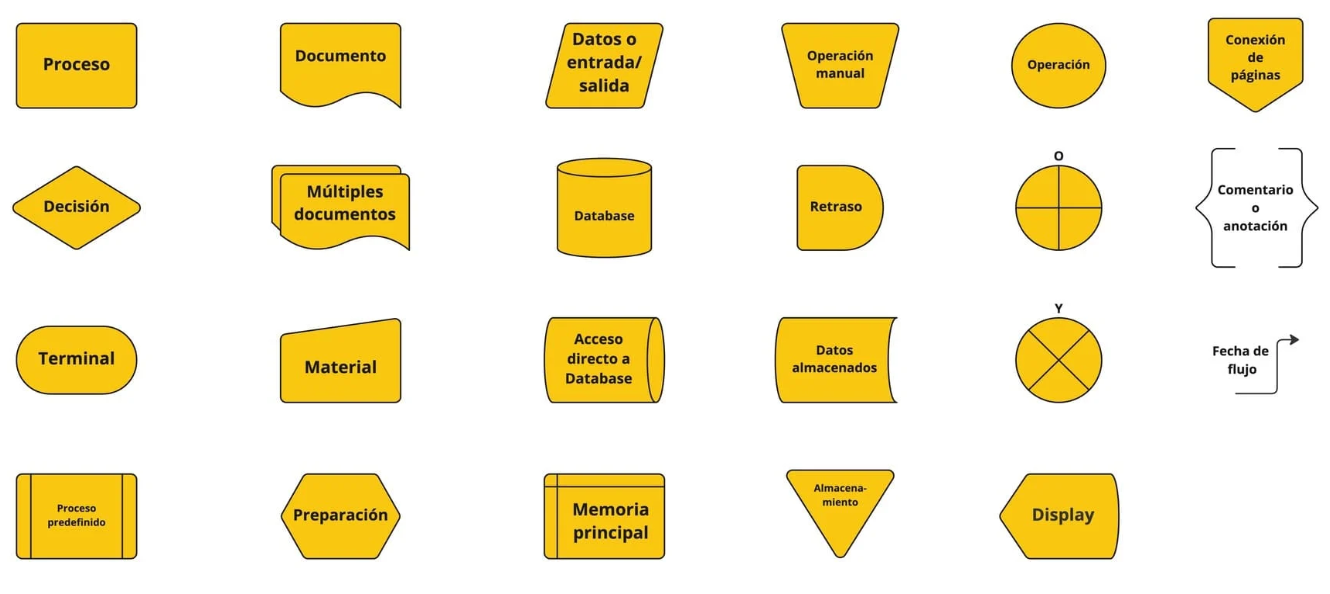 Proceso
Documento
Datos o
entrada/
salida
Operación
manual
Operación
Conexión
de
páginas
Decisión
Múltiples
documentos
Database
Retraso
O
Comentario
o
anotación
Terminal
Material
Acceso
directo a
Database
Datos
almacenados
Y
Fecha de
flujo
Proceso
predefinido
Preparación
Memoria
principal
Almacena-
miento
Display